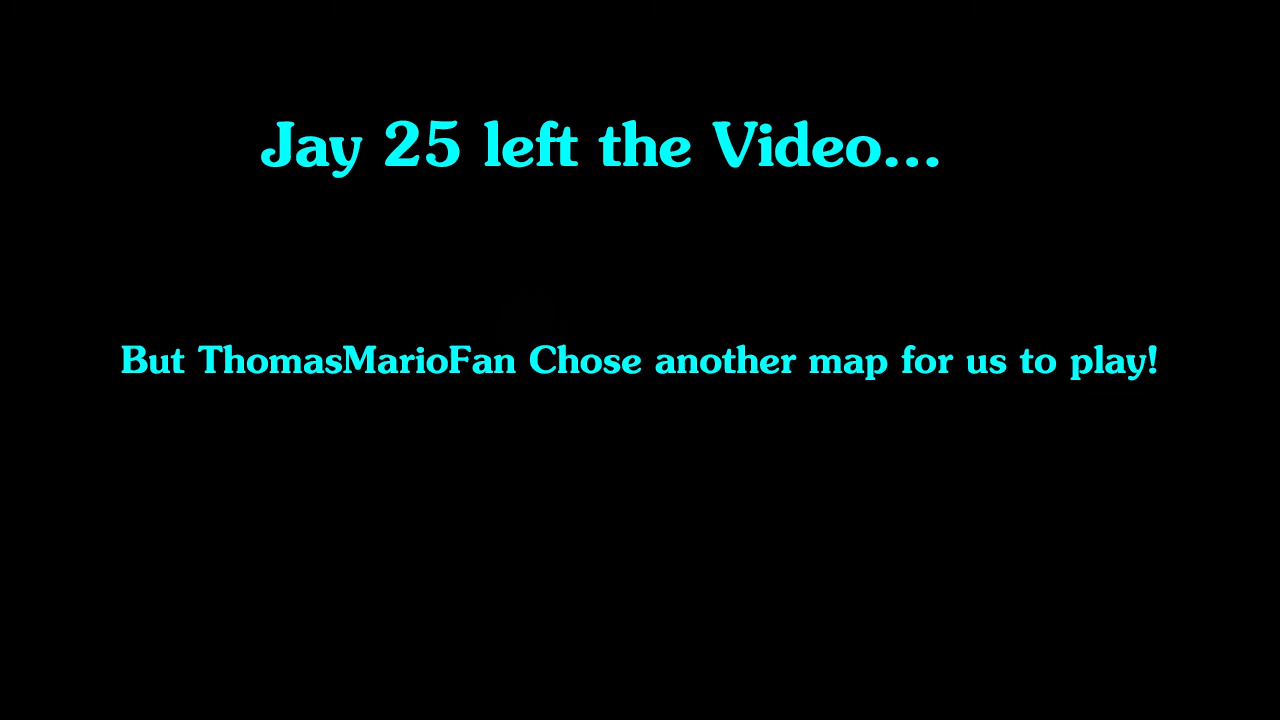 Jay 25 left the Video...
But ThomasMarioFan Chose another map for us to play!